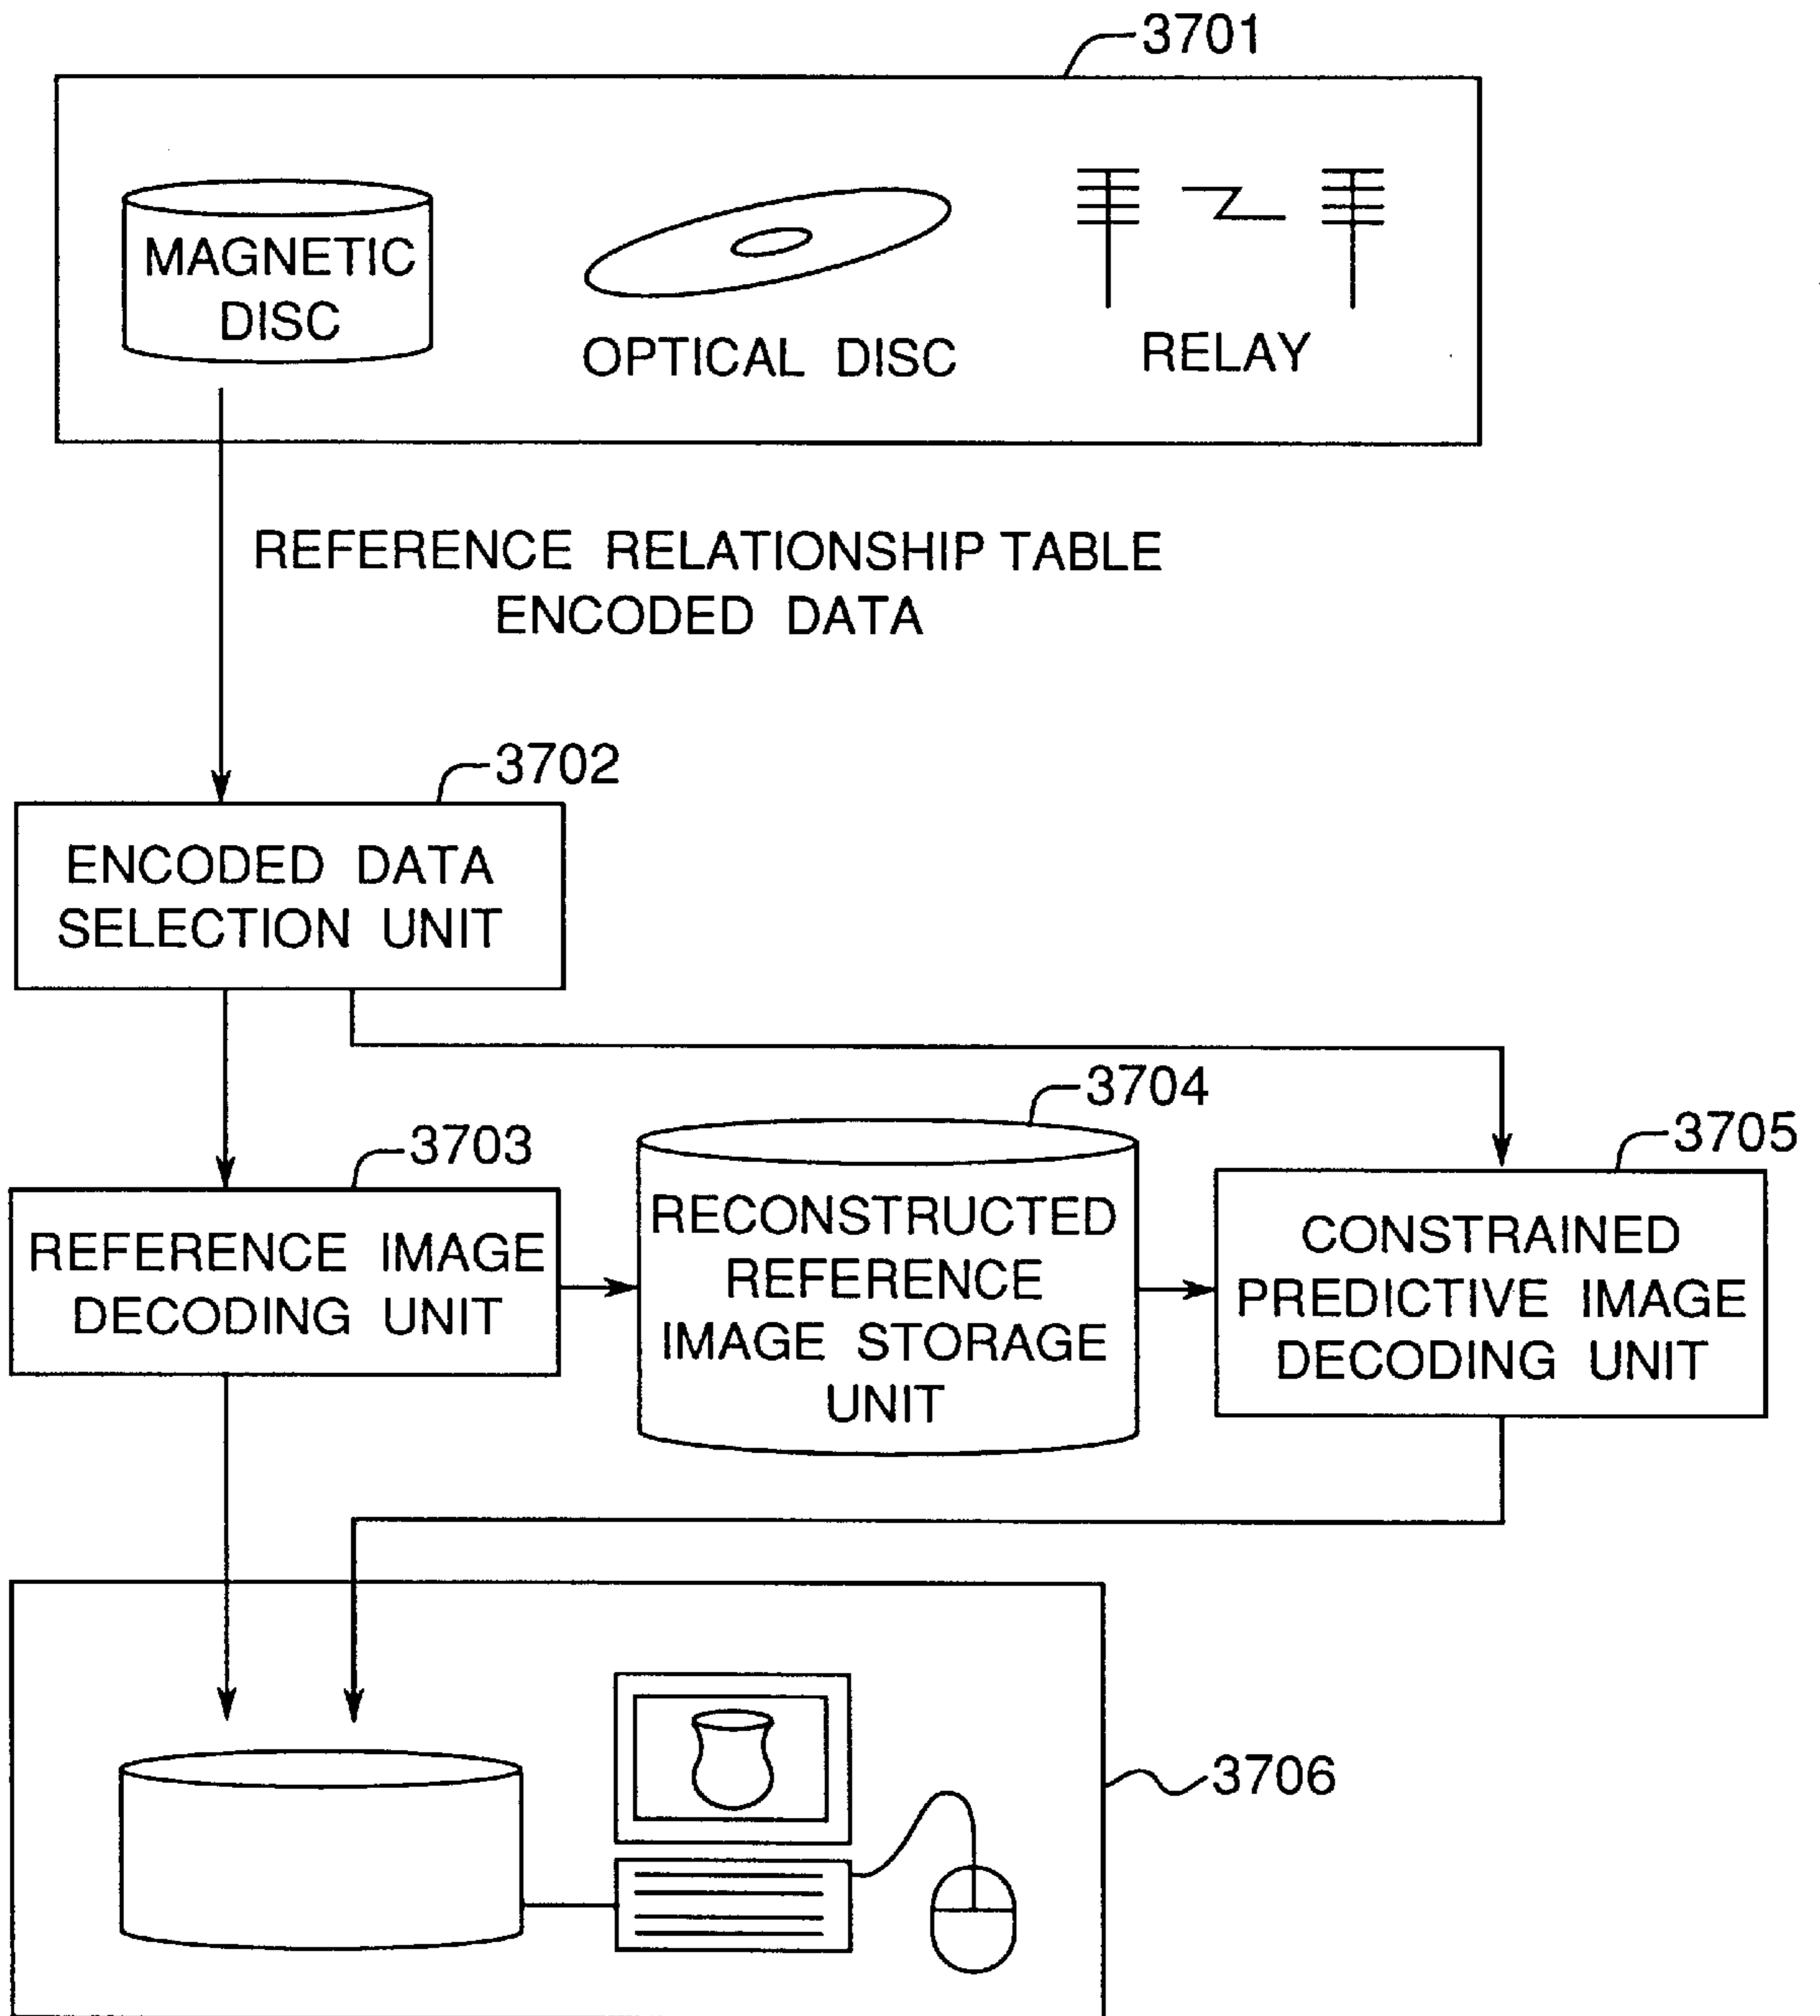 3701
MAGNETIC
DISC
OPTICAL DISC
RELAY
REFERENCE RELATIONSHIP TABLE
ENCODED DATA
3702
ENCODED DATA
SELECTION UNIT
3703
REFERENCE IMAGE
DECODING UNIT
3704
RECONSTRUCTED
REFERENCE
IMAGE STORAGE
UNIT
3705
CONSTRAINED
PREDICTIVE IMAGE
DECODING UNIT
3706